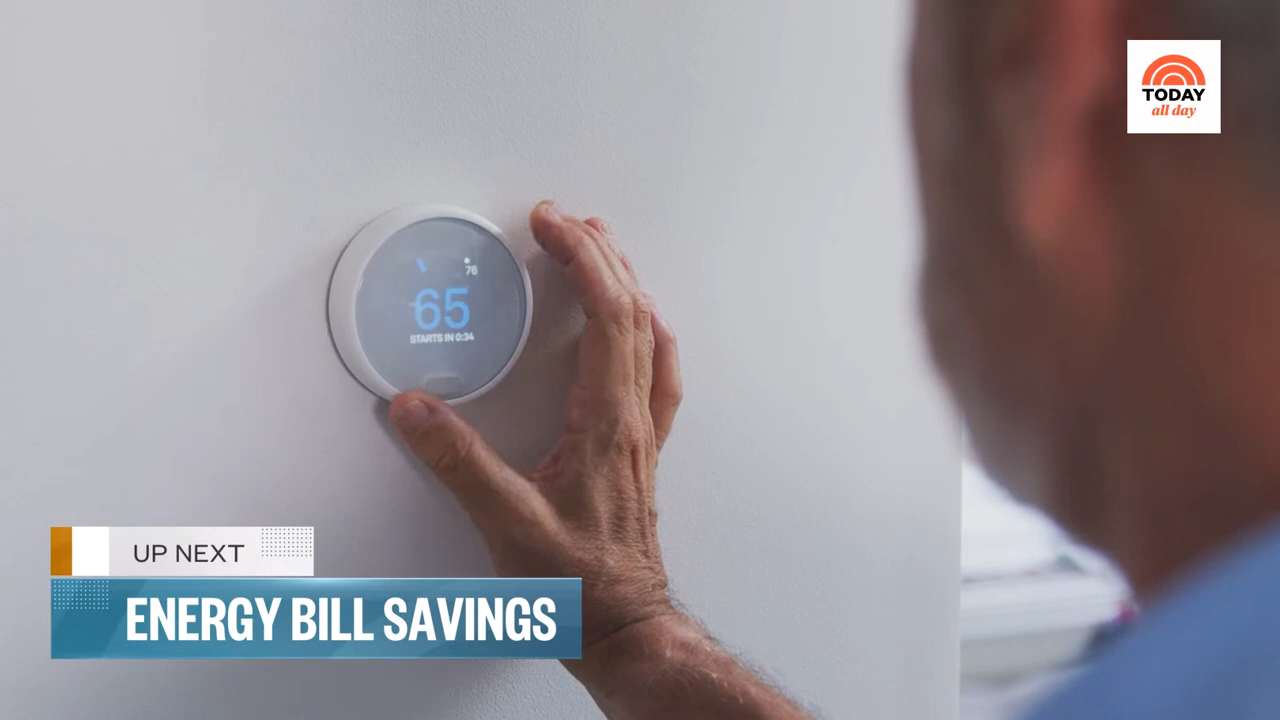 TODAY
all day
76
65
STARTS IN 0:34
UP NEXT
ENERGY BILL SAVINGS